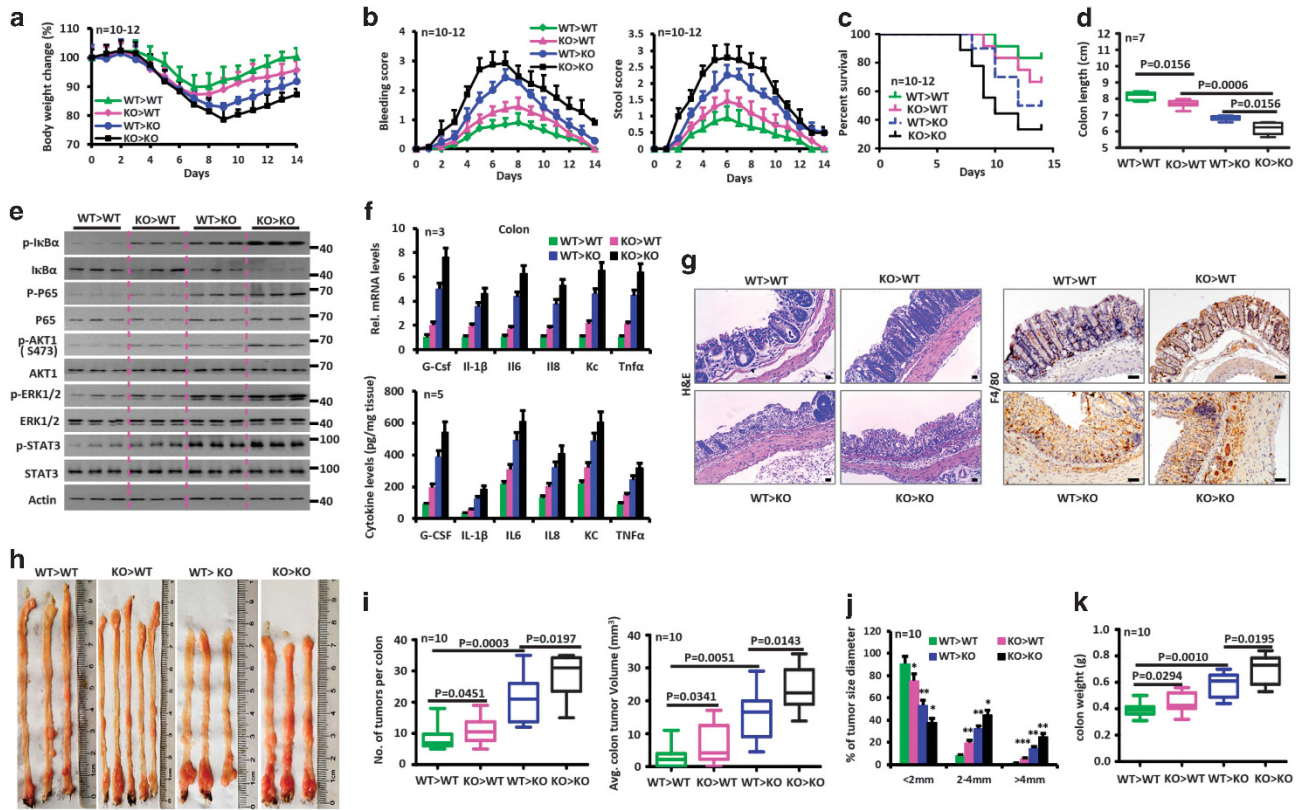 a
Body weight change (%)
110
100
90
80
70
n=10-12
WT>WT
KO>WT
WT>KO
KO>KO
0 2 4 6 8 10 12 14
Days
b
Bleeding score
4
3
2
1
0
n=10-12
WT>WT
KO>WT
WT>KO
KO>KO
0 2 4 6 8 10 12 14
Days
Stool score
4
3
2
1
0
n=10-12
0 2 4 6 8 10 12 14
Days
c
Percent survival
100
80
60
40
20
0
n=10-12
WT>WT
KO>WT
WT>KO
KO>KO
0 5 10 15
Days
d
Colon length (cm)
12
11
10
9
8
7
6
5
n=7
P=0.0156
P=0.0006
P=0.0156
WT>WT KO>WT WT>KO KO>KO
e
WT>WT KO>WT WT>KO KO>KO
p-IκBα 40
IκBα 40
P-P65 70
P65 70
p-AKT1
(S473) 70
AKT1 70
p-ERK1/2 40
ERK1/2 40
p-STAT3 100
STAT3 100
Actin 40
f
Rel. mRNA levels
10
8
6
4
2
0
n=3 Colon
WT>WT KO>WT
WT>KO KO>KO
G-Csf Il-1β Il6 Il8 Kc Tnfα
Cytokine levels (pg/mg tissue)
800
600
400
200
0
n=5
G-CSF IL-1β IL6 IL8 KC TNFα
g
WT>WT KO>WT
H&E
WT>KO KO>KO
WT>WT KO>WT
F4/80
WT>KO KO>KO
h
WT>WT KO>WT WT> KO KO>KO
i
No. of tumors per colon
40
30
20
10
0
n=10
P=0.0003
P=0.0197
P=0.0451
WT>WT KO>WT WT>KO KO>KO
Avg. colon tumor Volume (mm³)
40
30
20
10
0
n=10
P=0.0143
P=0.0051
P=0.0341
WT>WT KO>WT WT>KO KO>KO
j
% of tumor size diameter
100
80
60
40
20
0
n=10
WT>WT KO>WT
WT>KO KO>KO
* ** *
** ** *
*** ** **
<2mm 2-4mm >4mm
k
colon weight (g)
1.0
0.8
0.6
0.4
0.2
0.0
n=10
P=0.0195
P=0.0010
P=0.0294
WT>WT KO>WT WT>KO KO>KO